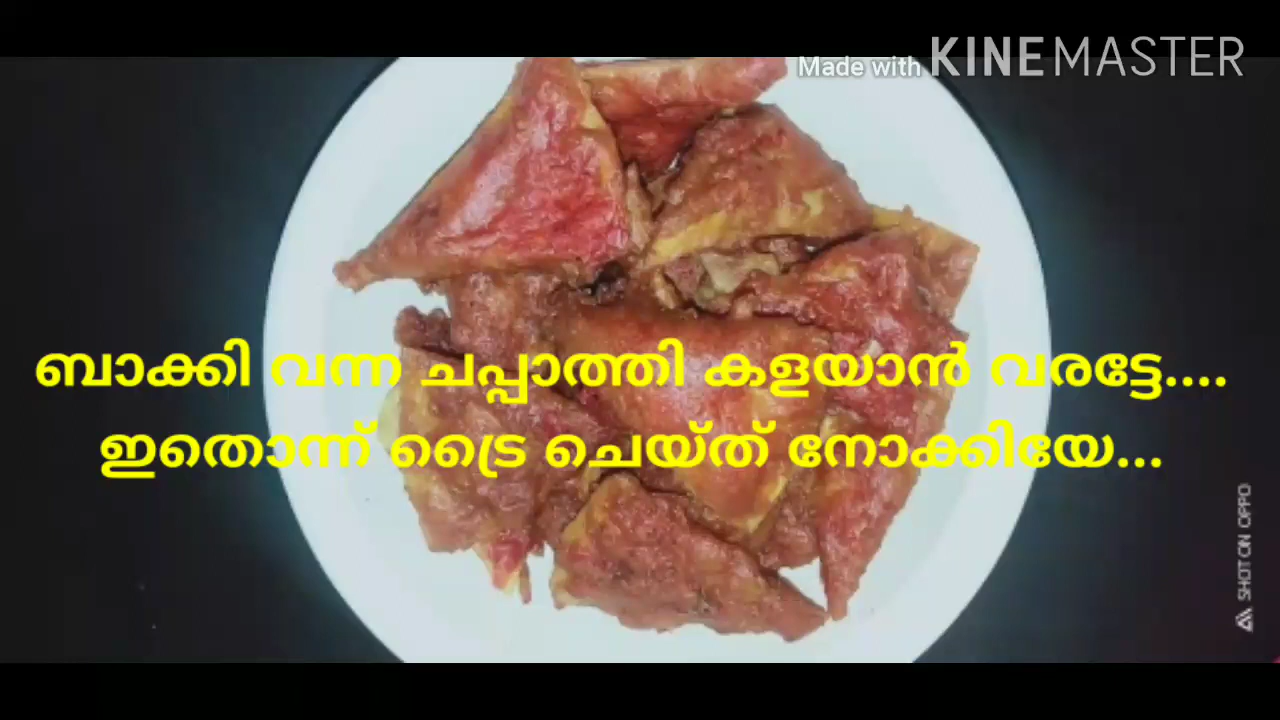 Made with KINEMASTER
ബാക്കി വന്ന ചപ്പാത്തി കളയാൻ വരട്ടേ....
ഇതൊന്ന് ട്രൈ ചെയ്ത് നോക്കിയേ...
SHOT ON OPPO